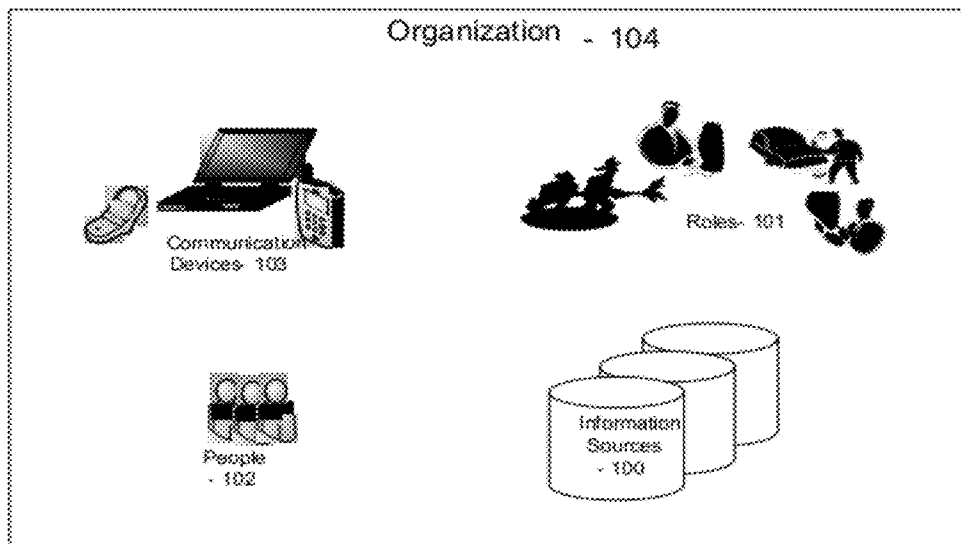 Organization - 104
Communication
Devices- 103
Roles- 101
People
- 102
Information
Sources
- 100